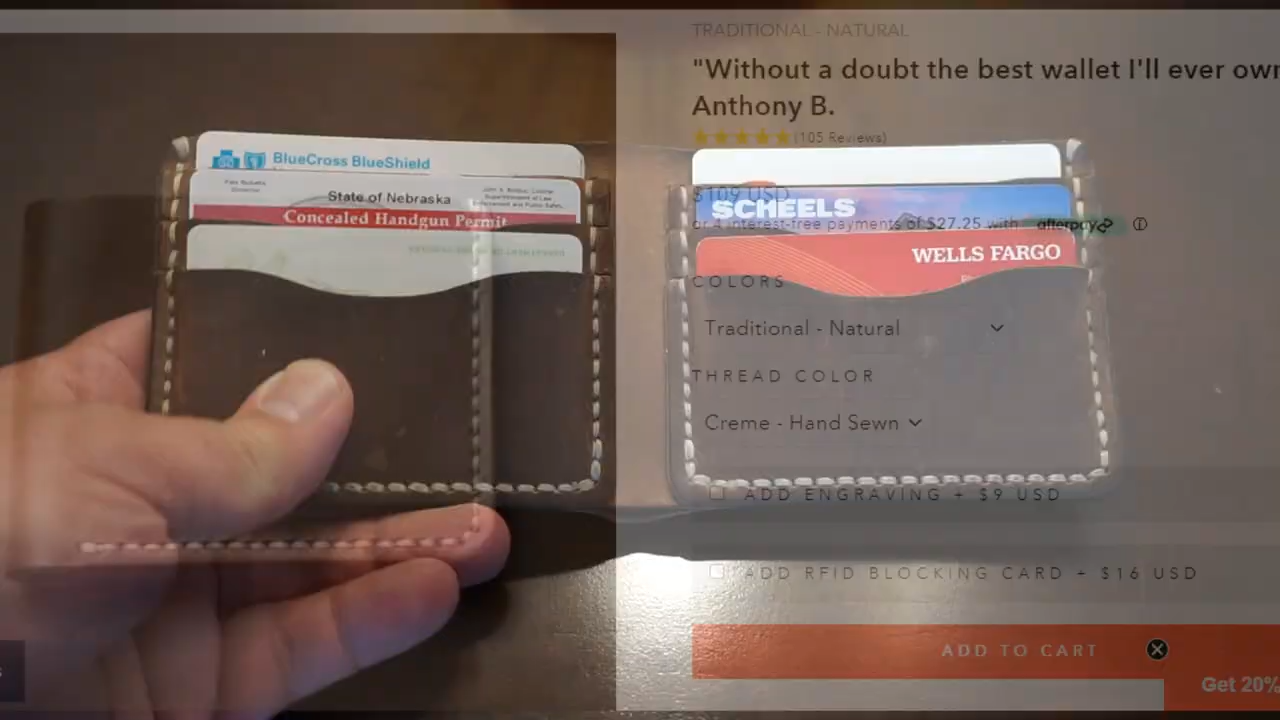 TRADITIONAL - NATURAL
"Without a doubt the best wallet I'll ever own
Anthony B.
(105 Reviews)
$109 USD
or 4 interest-free payments of $27.25 with afterpay
COLORS
Traditional - Natural
THREAD COLOR
Creme - Hand Sewn
ADD ENGRAVING + $9 USD
ADD RFID BLOCKING CARD + $16 USD
ADD TO CART
Get 20%
BlueCross BlueShield
State of Nebraska
Concealed Handgun Permit
SCHEELS
WELLS FARGO